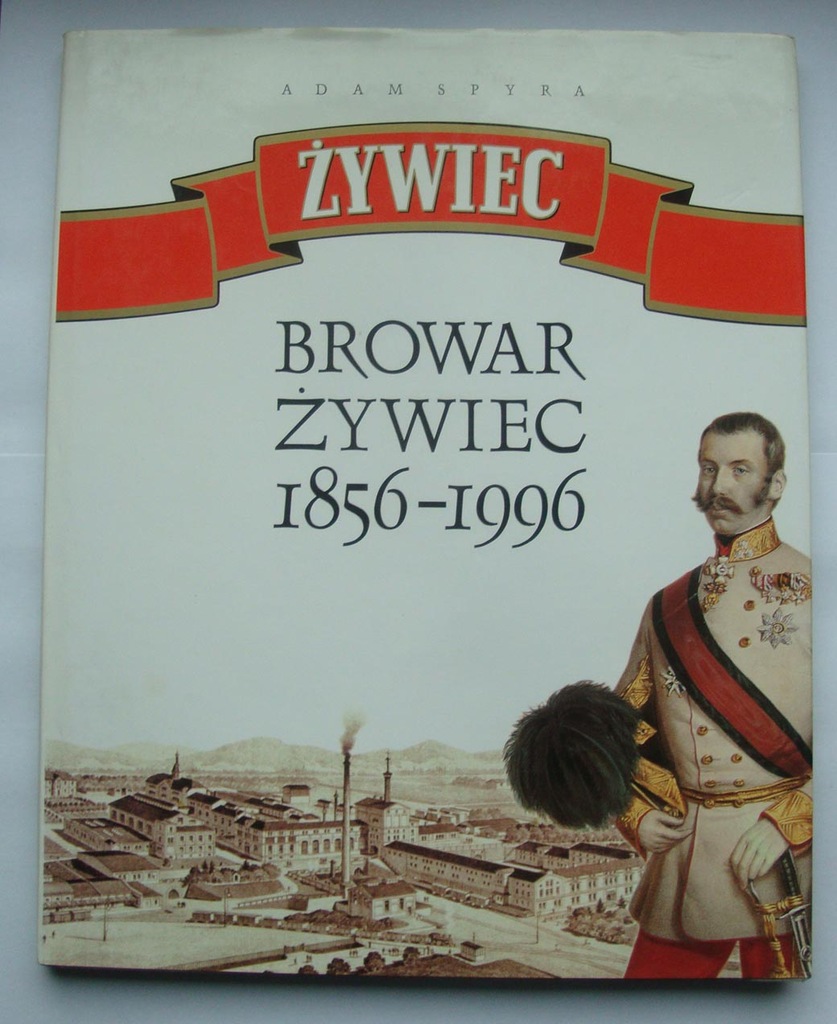 ADAM SPYRA
ŻYWIEC
BROWAR
ŻYWIEC
1856-1996